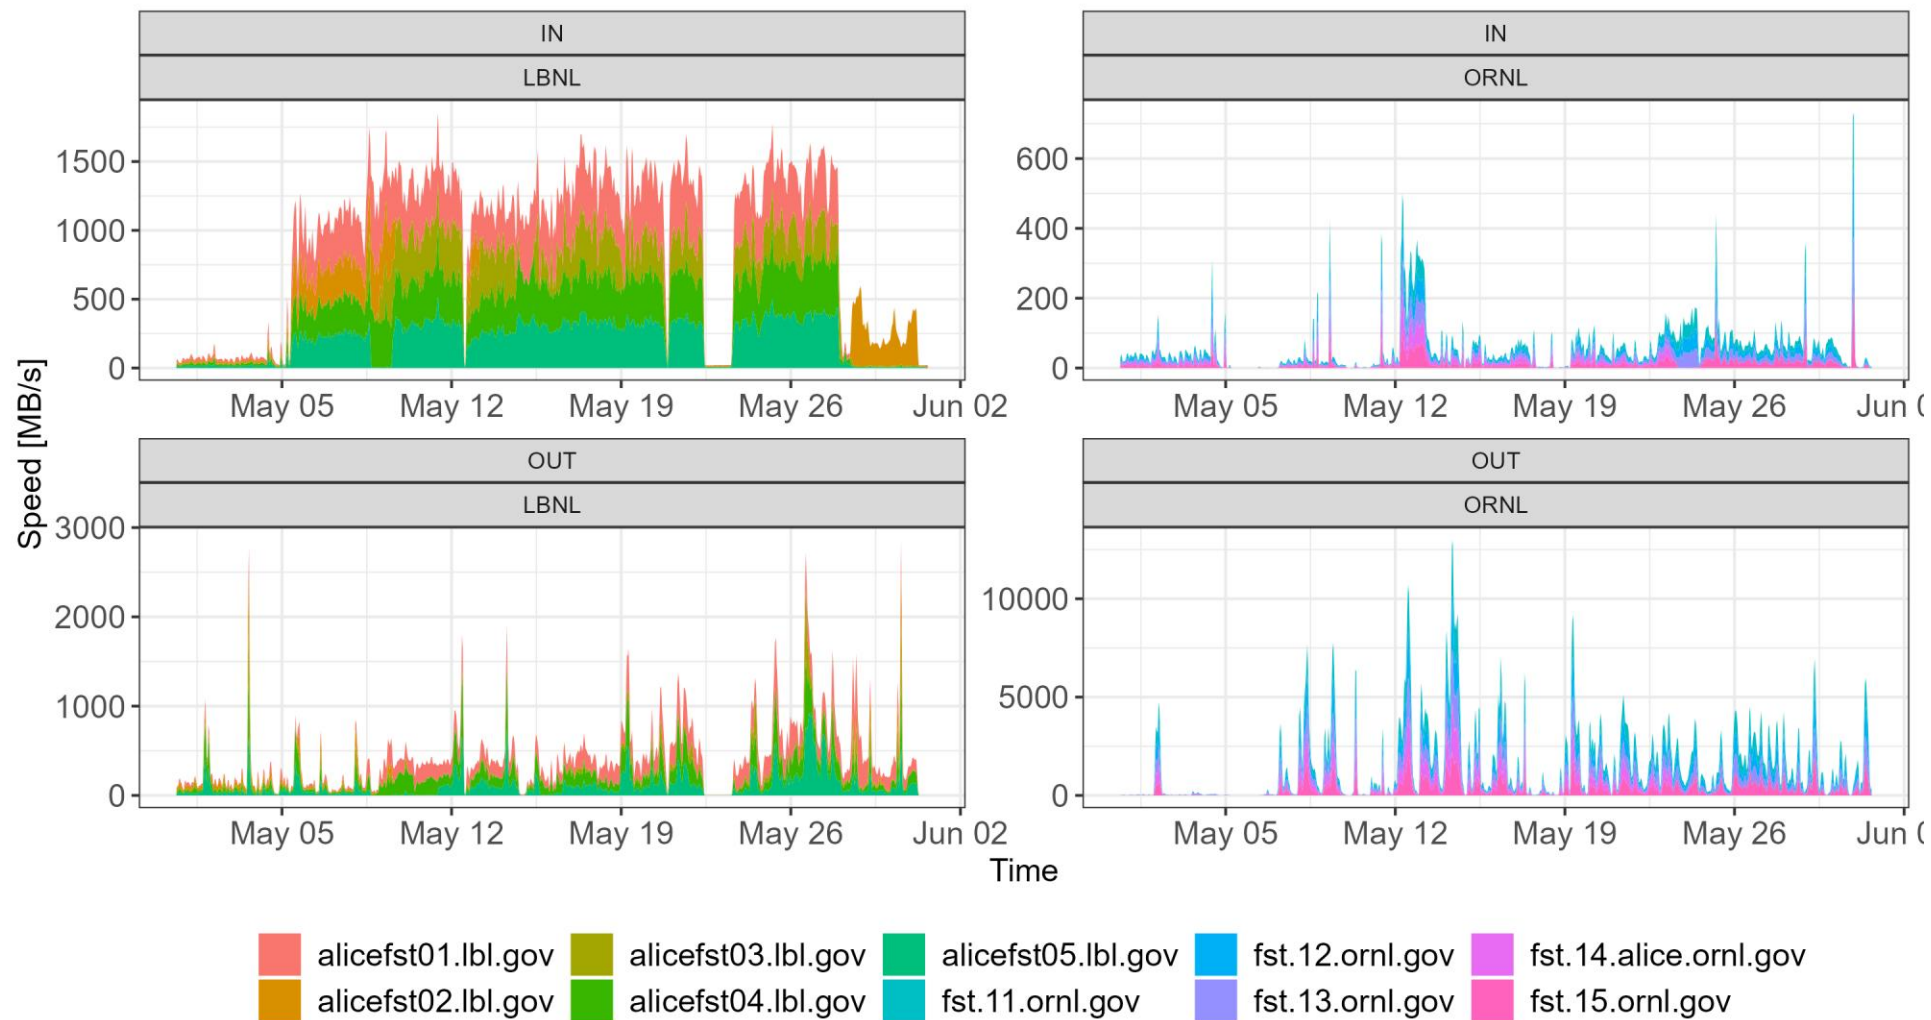 IN
LBNL
1500
1000
500
0
May 05 May 12 May 19 May 26 Jun 02
IN
ORNL
600
400
200
0
May 05 May 12 May 19 May 26 Jun 0
Speed [MB/s]
OUT
LBNL
3000
2000
1000
0
May 05 May 12 May 19 May 26 Jun 02
OUT
ORNL
10000
5000
0
May 05 May 12 May 19 May 26 Jun 0
Time
alicefst01.lbl.gov alicefst03.lbl.gov alicefst05.lbl.gov fst.12.ornl.gov fst.14.alice.ornl.gov
alicefst02.lbl.gov alicefst04.lbl.gov fst.11.ornl.gov fst.13.ornl.gov fst.15.ornl.gov